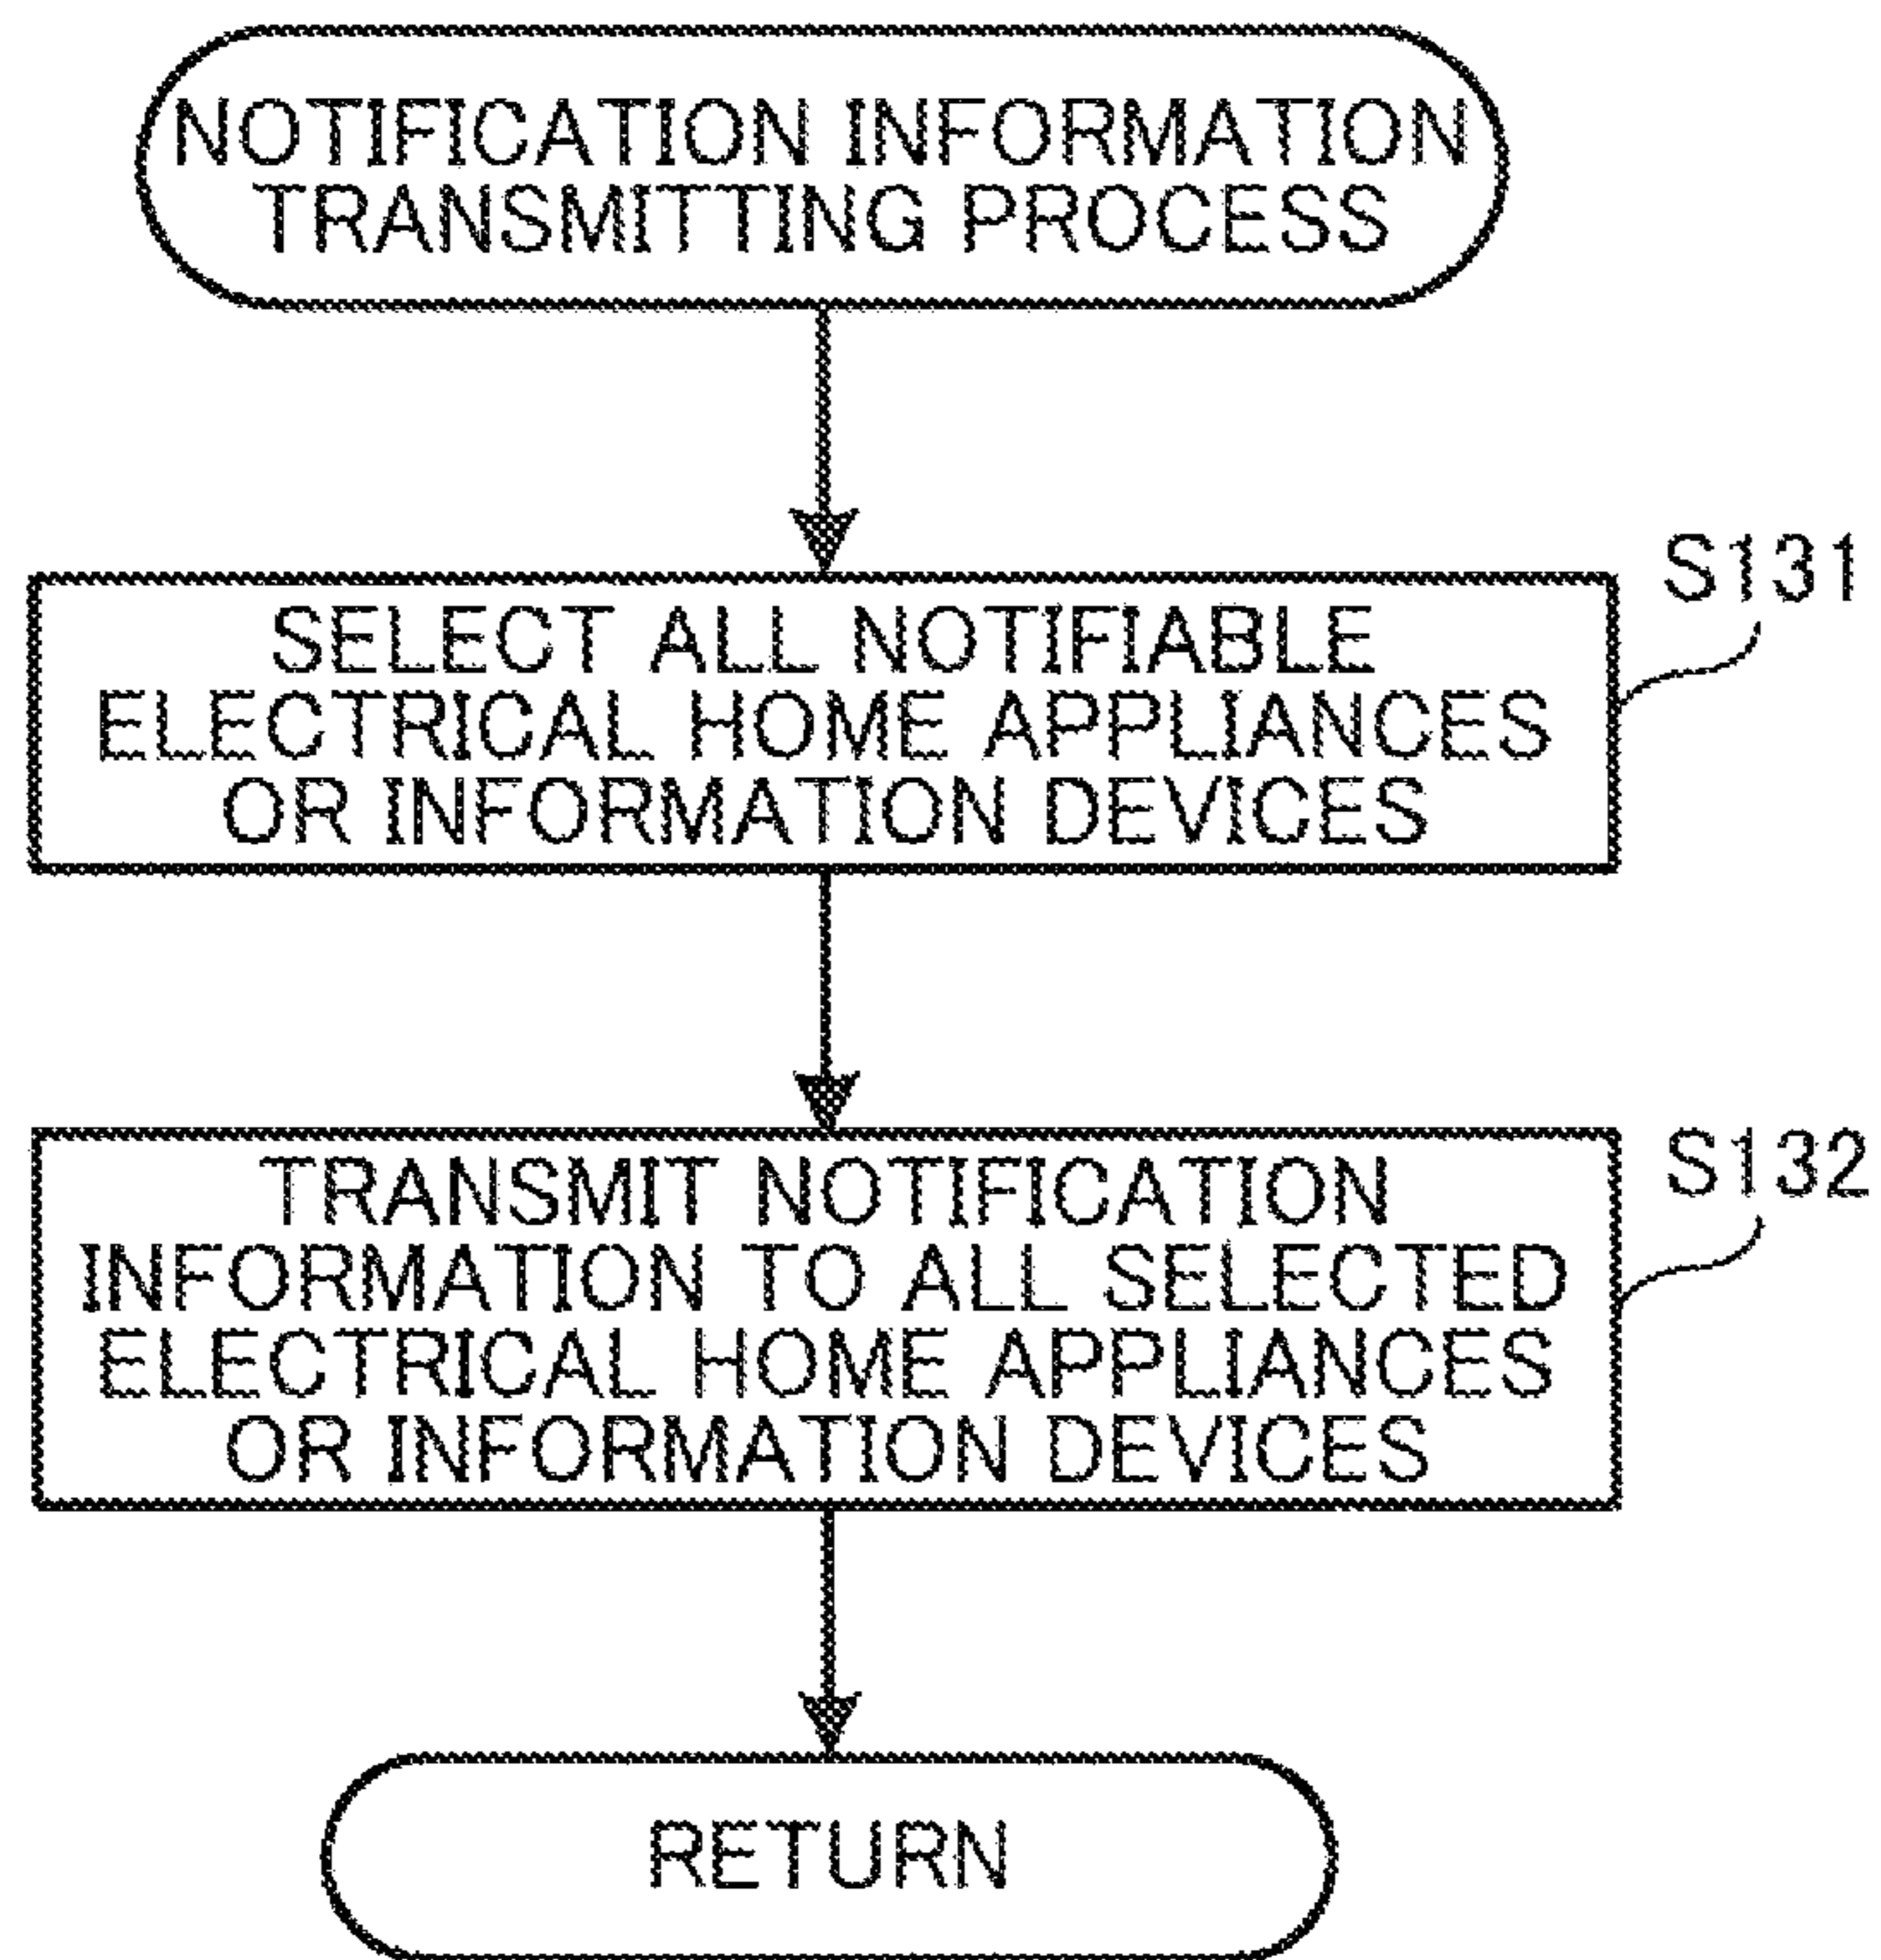 NOTIFICATION INFORMATION
TRANSMITTING PROCESS
S131
SELECT ALL NOTIFIABLE
ELECTRICAL HOME APPLIANCES
OR INFORMATION DEVICES
S132
TRANSMIT NOTIFICATION
INFORMATION TO ALL SELECTED
ELECTRICAL HOME APPLIANCES
OR INFORMATION DEVICES
RETURN